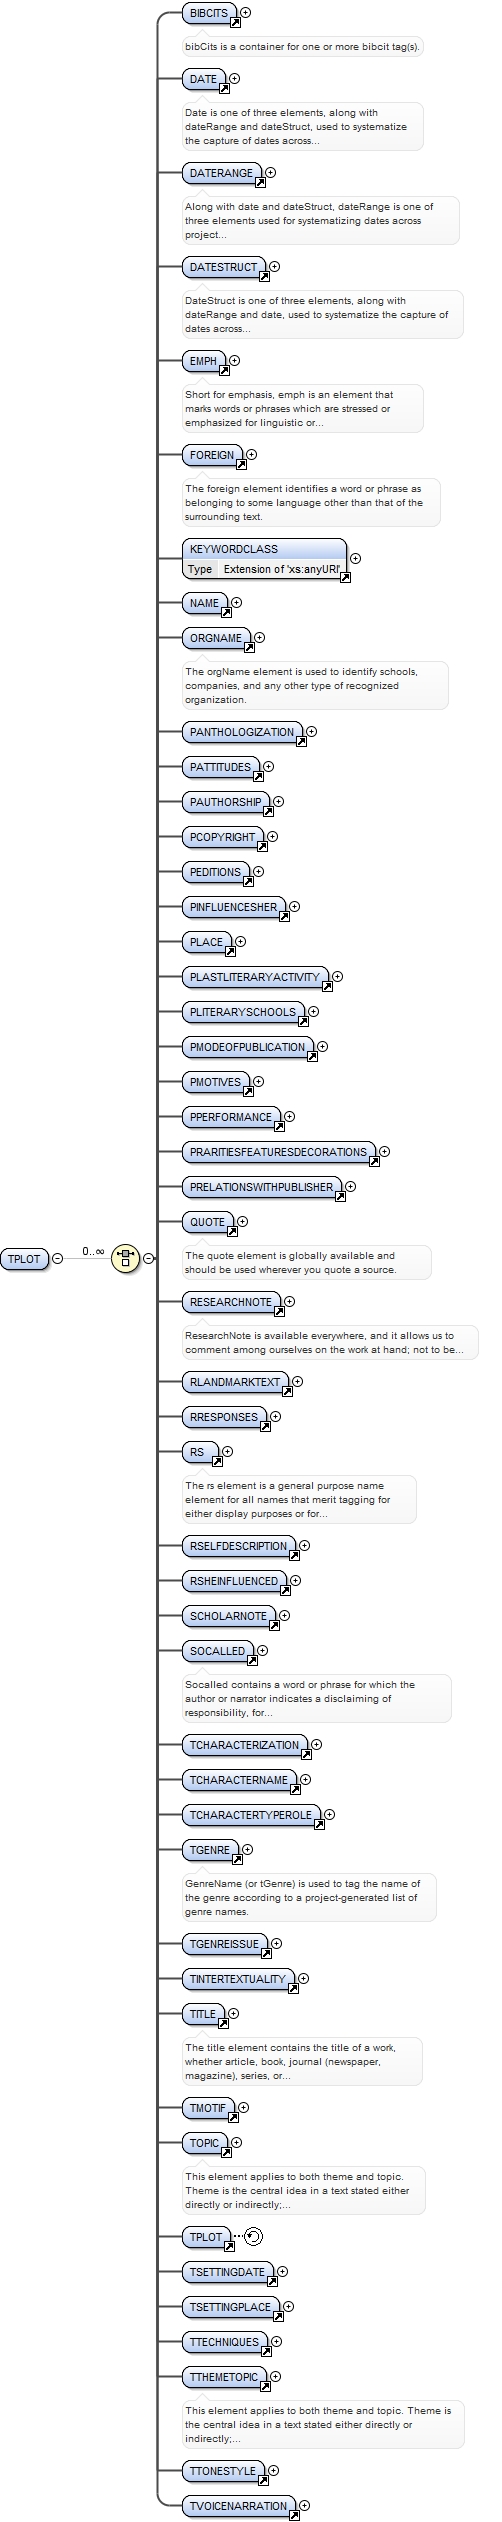 BIBCITS
bibCits is a container for one or more bibcit tag(s).
DATE
Date is one of three elements, along with
dateRange and dateStruct, used to systematize
the capture of dates across...
DATERANGE
Along with date and dateStruct, dateRange is one of
three elements used for systematizing dates across
project...
DATESTRUCT
DateStruct is one of three elements, along with
dateRange and date, used to systematize the capture of
dates across...
EMPH
Short for emphasis, emph is an element that
marks words or phrases which are stressed or
emphasized for linguistic or...
FOREIGN
The foreign element identifies a word or phrase as
belonging to some language other than that of the
surrounding text.
KEYWORDCLASS
Type Extension of 'xs:anyURI'
NAME
ORGNAME
The orgName element is used to identify schools,
companies, and any other type of recognized
organization.
PANTHOLOGIZATION
PATTITUDES
PAUTHORSHIP
PCOPYRIGHT
PEDITIONS
PINFLUENCESHER
PLACE
PLASTLITERARYACTIVITY
PLITERARYSCHOOLS
PMODEOFPUBLICATION
PMOTIVES
PPERFORMANCE
PRARITIESFEATURESDECORATIONS
PRELATIONSWITHPUBLISHER
QUOTE
TPLOT 0..∞
The quote element is globally available and
should be used wherever you quote a source.
RESEARCHNOTE
ResearchNote is available everywhere, and it allows us to
comment among ourselves on the work at hand; not to be...
RLANDMARKTEXT
RRESPONSES
RS
The rs element is a general purpose name
element for all names that merit tagging for
either display purposes or for...
RSELFDESCRIPTION
RSHEINFLUENCED
SCHOLARNOTE
SOCALLED
Socalled contains a word or phrase for which the
author or narrator indicates a disclaiming of
responsibility, for...
TCHARACTERIZATION
TCHARACTERNAME
TCHARACTERTYPEROLE
TGENRE
GenreName (or tGenre) is used to tag the name of
the genre according to a project-generated list of
genre names.
TGENREISSUE
TINTERTEXTUALITY
TITLE
The title element contains the title of a work,
whether article, book, journal (newspaper,
magazine), series, or...
TMOTIF
TOPIC
This element applies to both theme and topic.
Theme is the central idea in a text stated either
directly or indirectly;...
TPLOT
TSETTINGDATE
TSETTINGPLACE
TTECHNIQUES
TTHEMETOPIC
This element applies to both theme and topic. Theme is
the central idea in a text stated either directly or
indirectly;...
TTONESTYLE
TVOICENARRATION